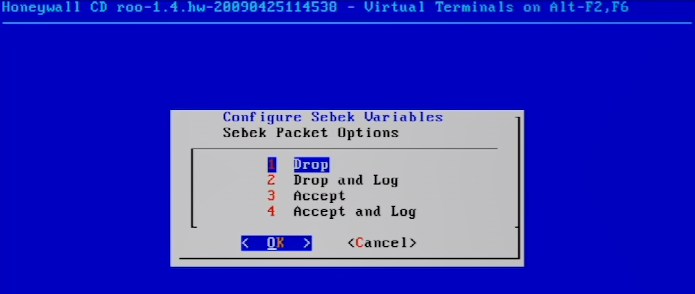 Honeywall CD roo-1.4.hw-20090425114538 - Virtual Terminals on Alt-F2,F6
Configure Sebek Variables
Sebek Packet Options
1 Drop
2 Drop and Log
3 Accept
4 Accept and Log
< OK > <Cancel>